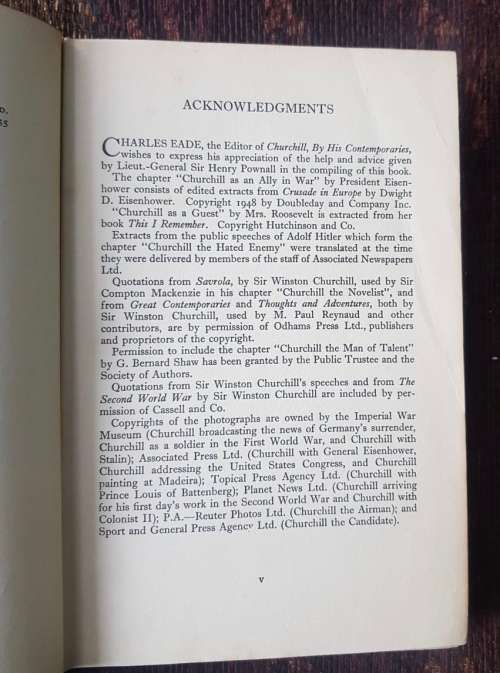 D.
55
ACKNOWLEDGMENTS
CHARLES EADE, the Editor of Churchill, By His Contemporaries,
wishes to express his appreciation of the help and advice given
by Lieut.-General Sir Henry Pownall in the compiling of this book.
The chapter "Churchill as an Ally in War" by President Eisen-
hower consists of edited extracts from Crusade in Europe by Dwight
D. Eisenhower. Copyright 1948 by Doubleday and Company Inc.
"Churchill as a Guest" by Mrs. Roosevelt is extracted from her
book This I Remember. Copyright Hutchinson and Co.
Extracts from the public speeches of Adolf Hitler which form the
chapter "Churchill the Hated Enemy" were translated at the time
they were delivered by members of the staff of Associated Newspapers
Ltd.
Quotations from Savrola, by Sir Winston Churchill, used by Sir
Compton Mackenzie in his chapter "Churchill the Novelist", and
from Great Contemporaries and Thoughts and Adventures, both by
Sir Winston Churchill, used by M. Paul Reynaud and other
contributors, are by permission of Odhams Press Ltd., publishers
and proprietors of the copyright.
Permission to include the chapter "Churchill the Man of Talent"
by G. Bernard Shaw has been granted by the Public Trustee and the
Society of Authors.
Quotations from Sir Winston Churchill's speeches and from The
Second World War by Sir Winston Churchill are included by per-
mission of Cassell and Co.
Copyrights of the photographs are owned by the Imperial War
Museum (Churchill broadcasting the news of Germany's surrender,
Churchill as a soldier in the First World War, and Churchill with
Stalin); Associated Press Ltd. (Churchill with General Eisenhower,
Churchill addressing the United States Congress, and Churchill
painting at Madeira); Topical Press Agency Ltd. (Churchill with
Prince Louis of Battenberg); Planet News Ltd. (Churchill arriving
for his first day's work in the Second World War and Churchill with
Colonist II); P.A.—Reuter Photos Ltd. (Churchill the Airman); and
Sport and General Press Agency Ltd. (Churchill the Candidate).
v